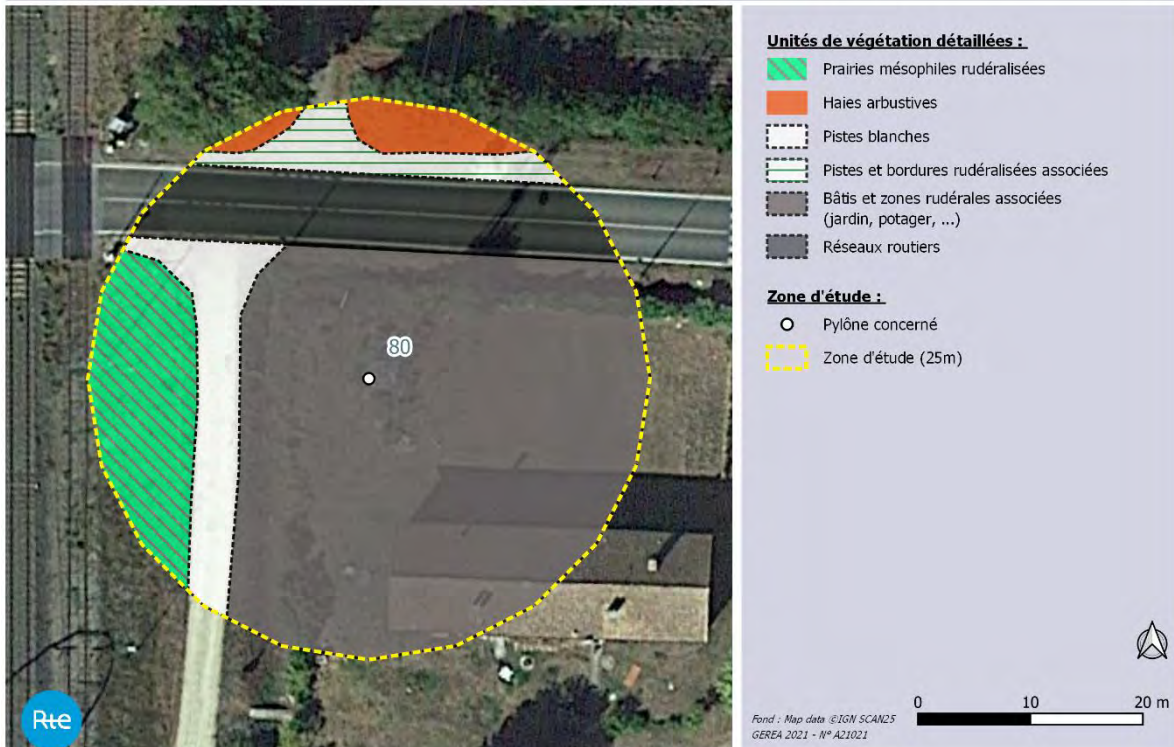 80
Rte
Unités de végétation détaillées :
Prairies mésophiles rudéralisées
Haies arbustives
Pistes blanches
Pistes et bordures rudéralisées associées
Bâtis et zones rudérales associées
(jardin, potager, ...)
Réseaux routiers
Zone d'étude :
Pylône concerné
Zone d'étude (25m)
0 10 20 m
Fond : Map data ©IGN SCAN25
GEREA 2021 - N° A21021